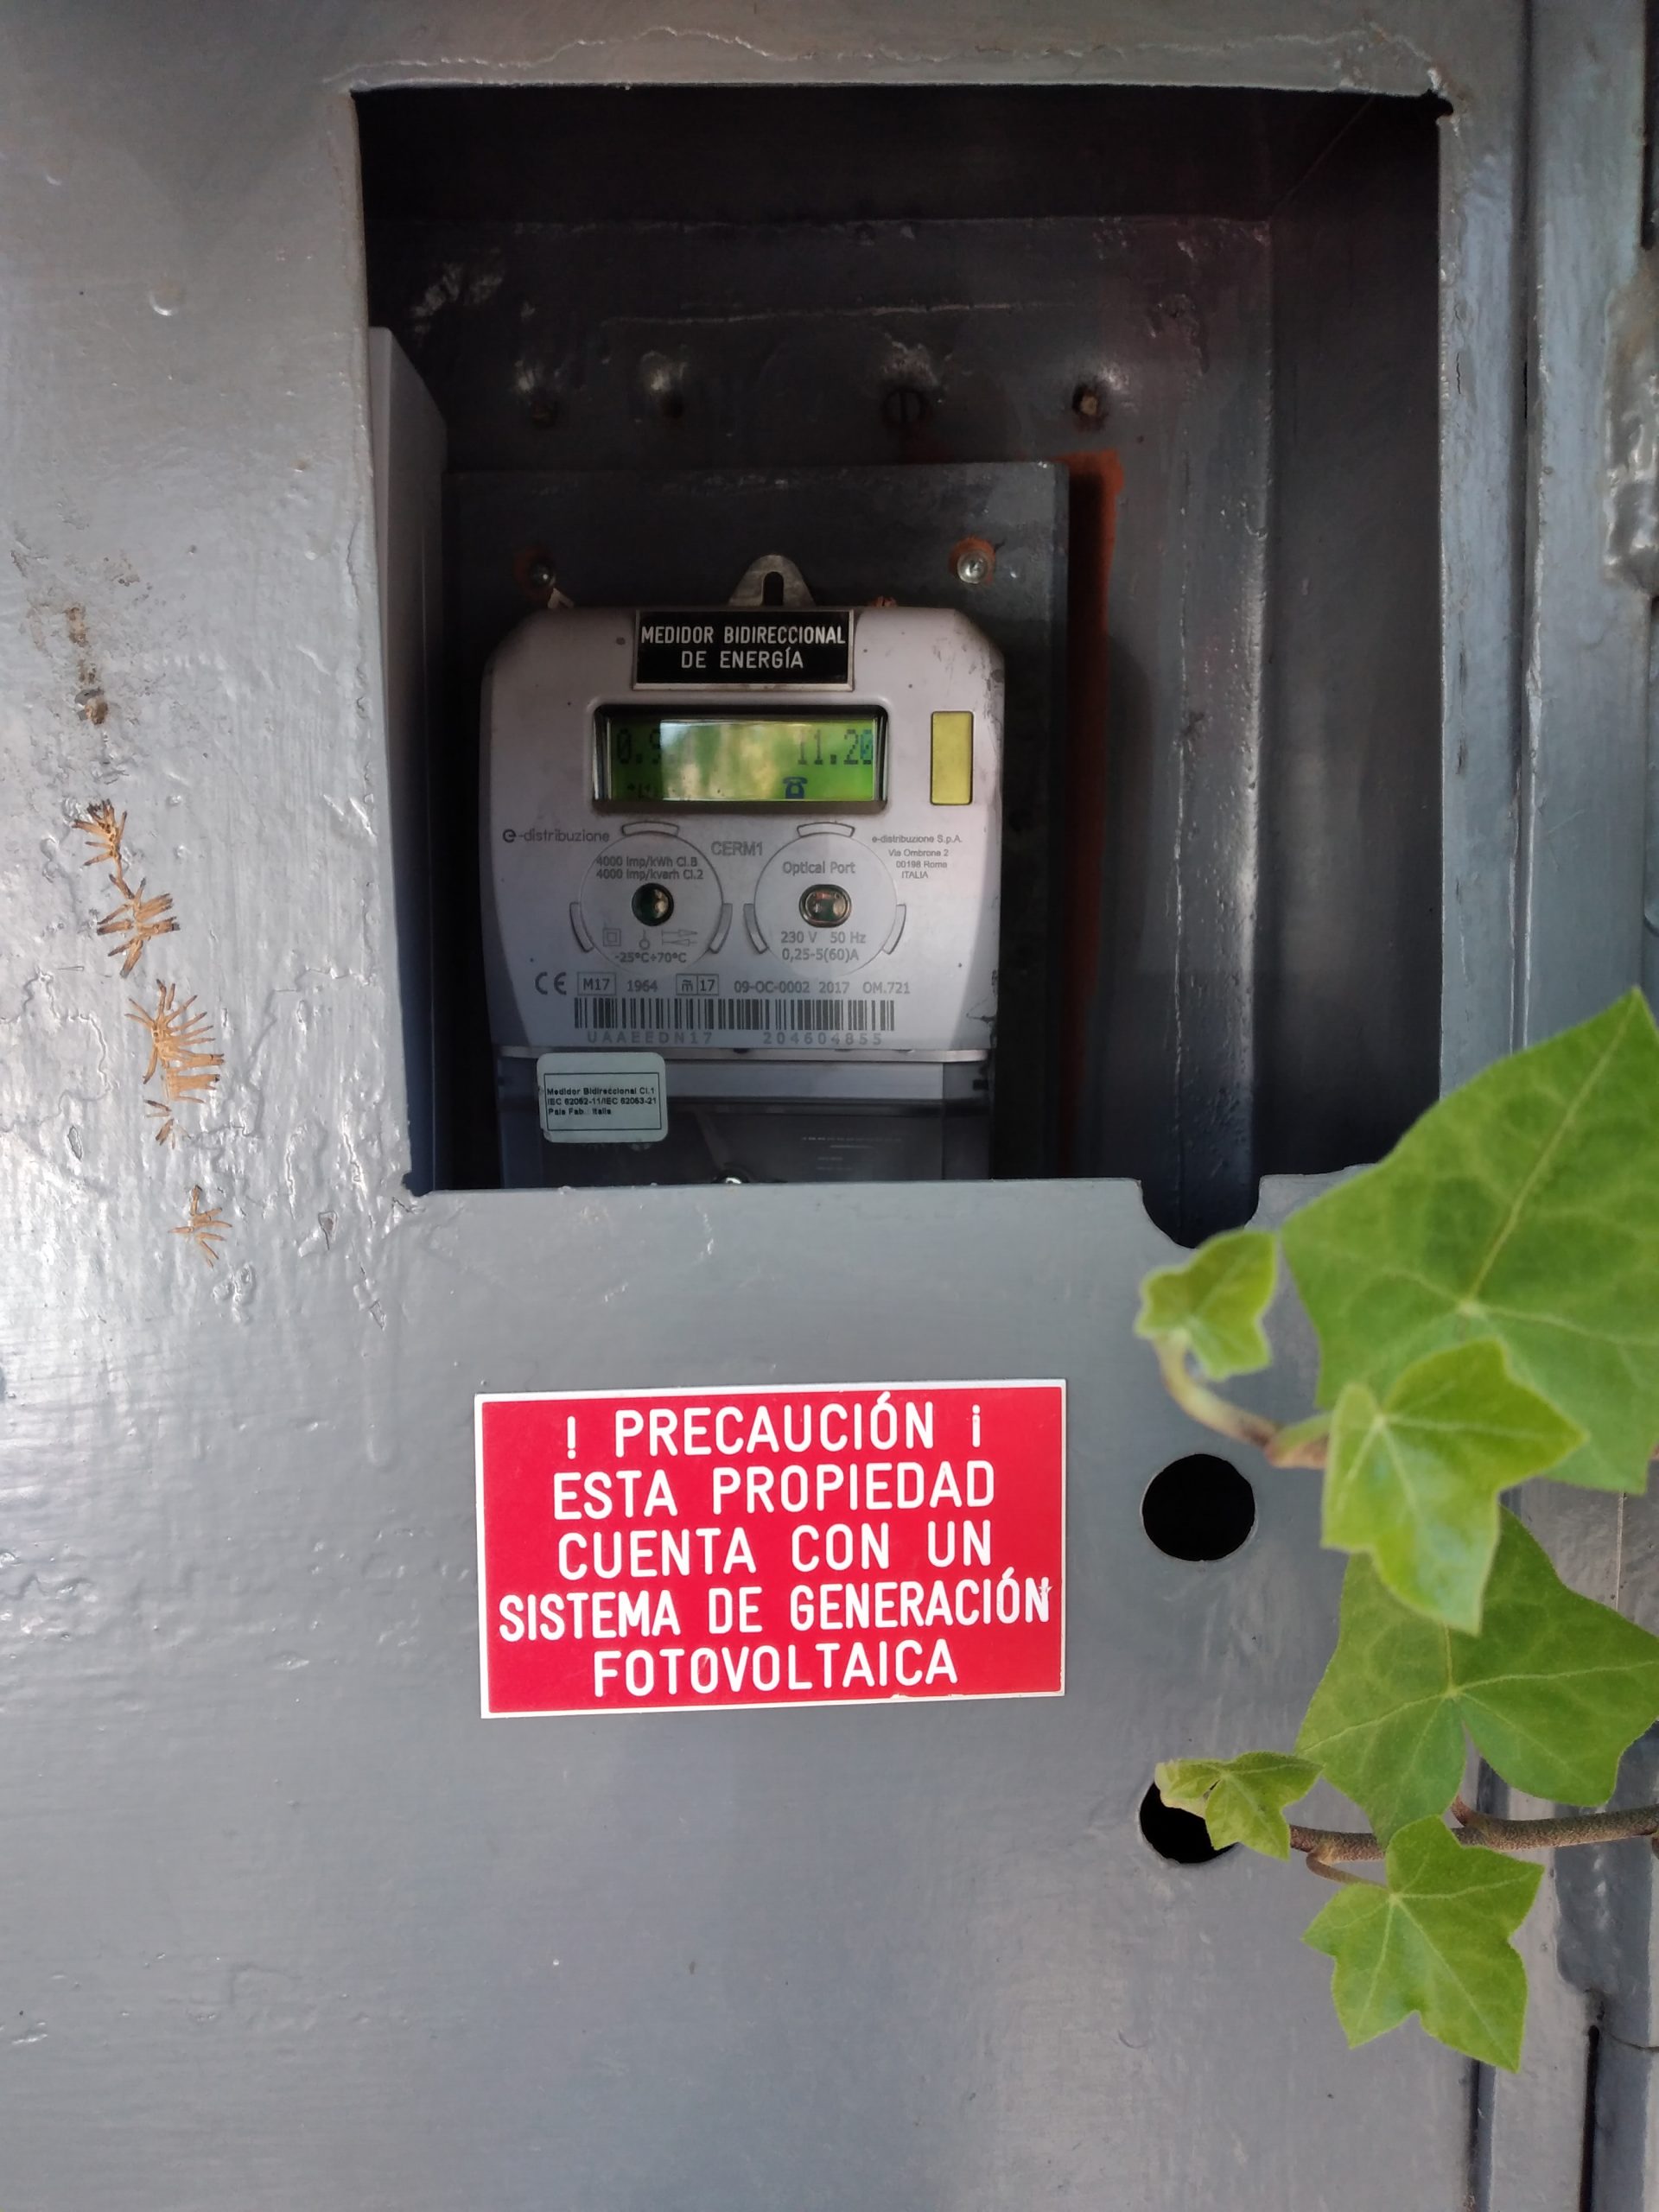 MEDIDOR BIDIRECCIONAL
DE ENERGÍA
11.20
e-distribuzione
CERM1
e-distribuzione S.p.A.
Via Ombrone 2
00198 Roma
ITALIA
4000 imp/kWh Cl.B
4000 imp/kvarh Cl.2
Optical Port
-25°C÷70°C
230 V 50 Hz
0,25-5(60)A
CE M17 1964 m 17 09-OC-0002 2017 OM.721
UAAEEDN17 204604855
Medidor Bidireccional Cl.1
IEC 62052-11/IEC 62053-21
País Fab.: Italia
! PRECAUCIÓN ¡
ESTA PROPIEDAD
CUENTA CON UN
SISTEMA DE GENERACIÓN
FOTOVOLTAICA